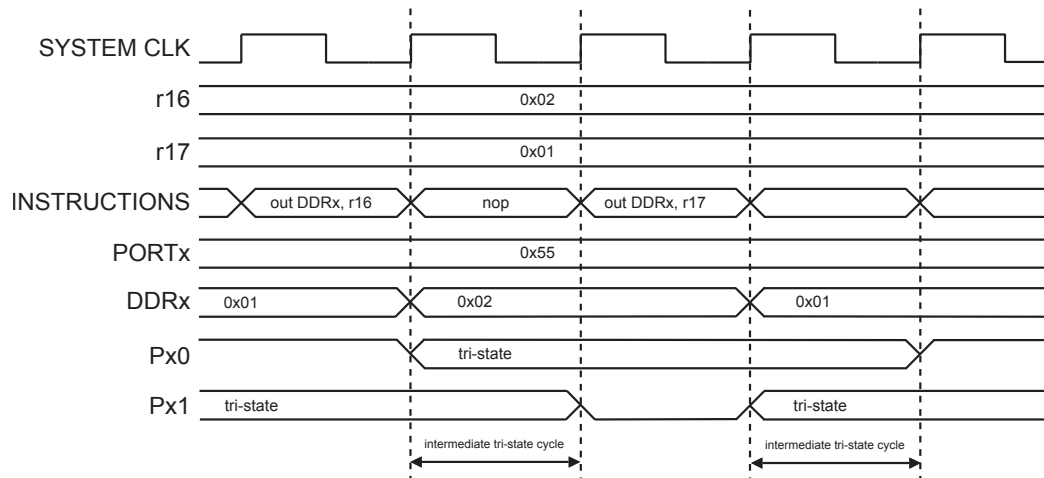 SYSTEM CLK
r16 0x02
r17 0x01
INSTRUCTIONS out DDRx, r16 nop out DDRx, r17
PORTx 0x55
DDRx 0x01 0x02 0x01
Px0 tri-state
Px1 tri-state tri-state
intermediate tri-state cycle intermediate tri-state cycle